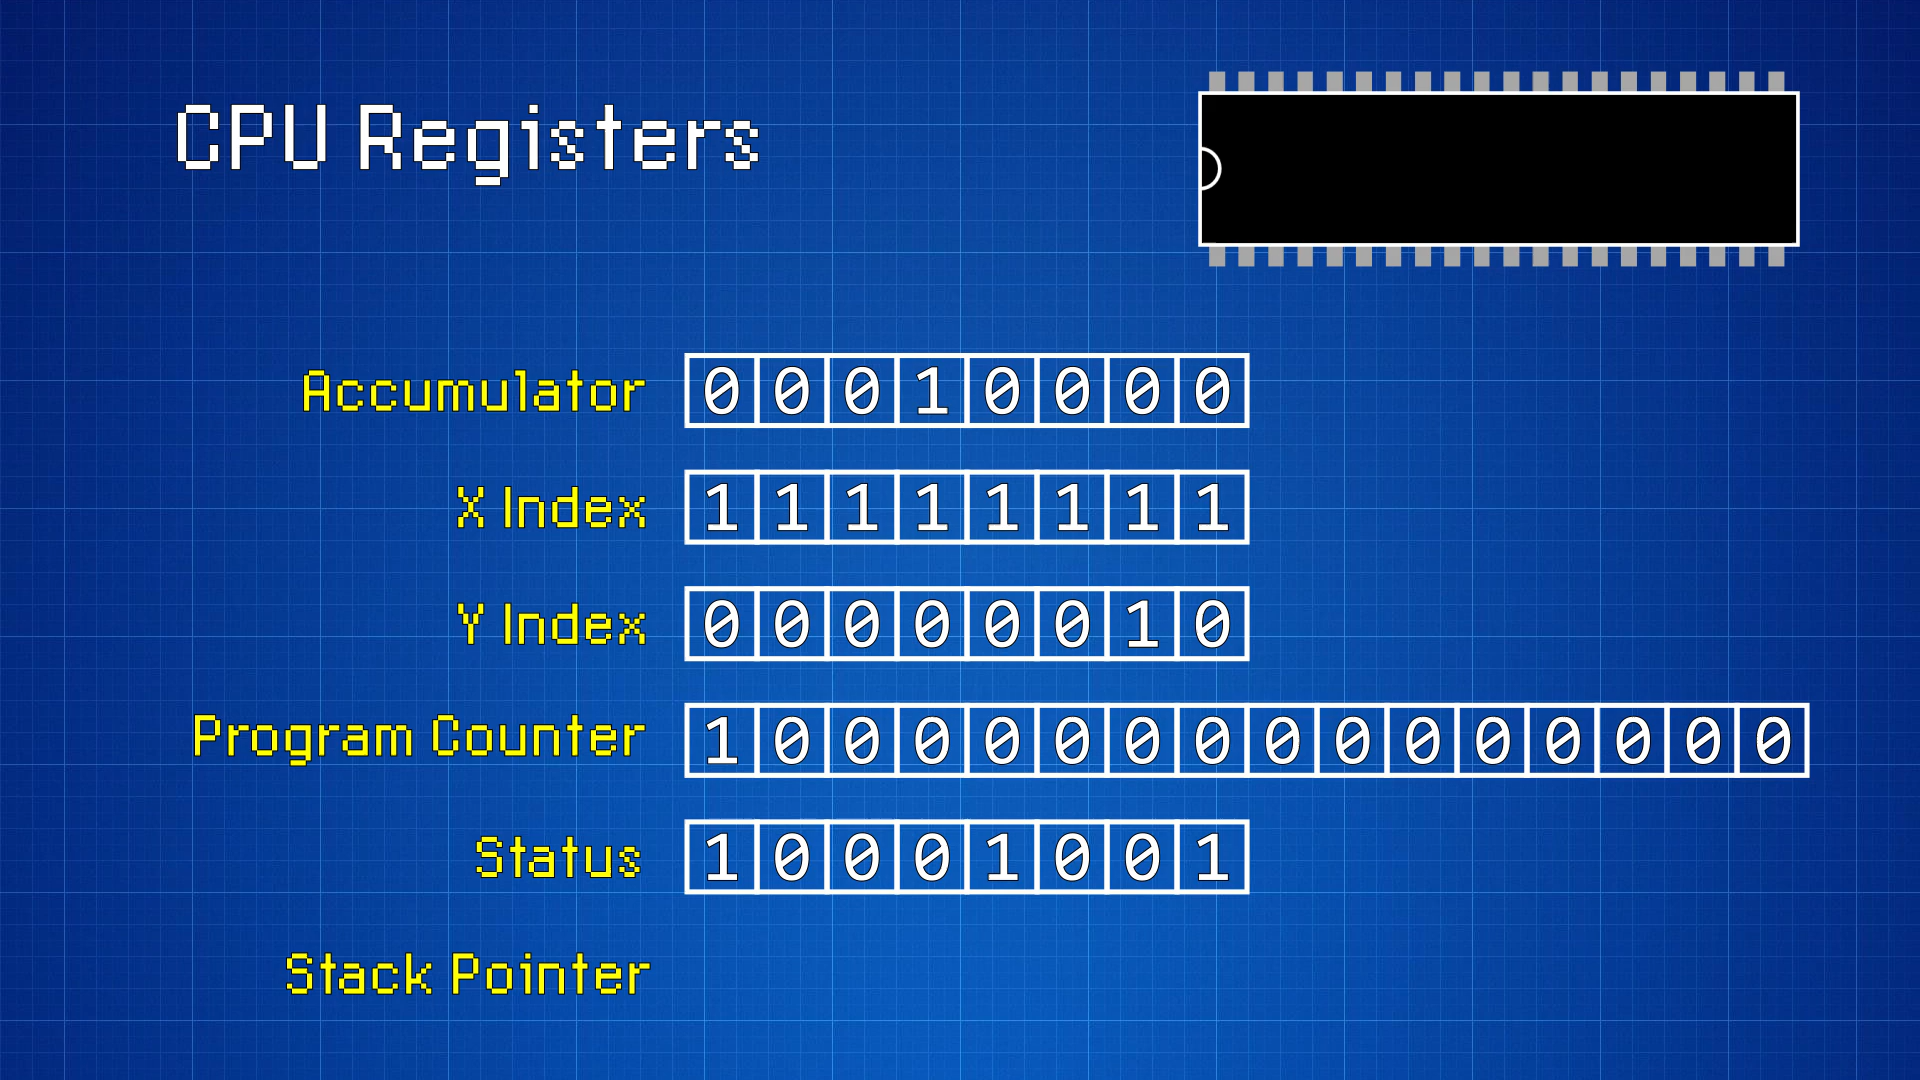 CPU Registers
Accumulator 0 0 0 1 0 0 0 0
X Index 1 1 1 1 1 1 1 1
Y Index 0 0 0 0 0 0 1 0
Program Counter 1 0 0 0 0 0 0 0 0 0 0 0 0 0 0 0
Status 1 0 0 0 1 0 0 1
Stack Pointer